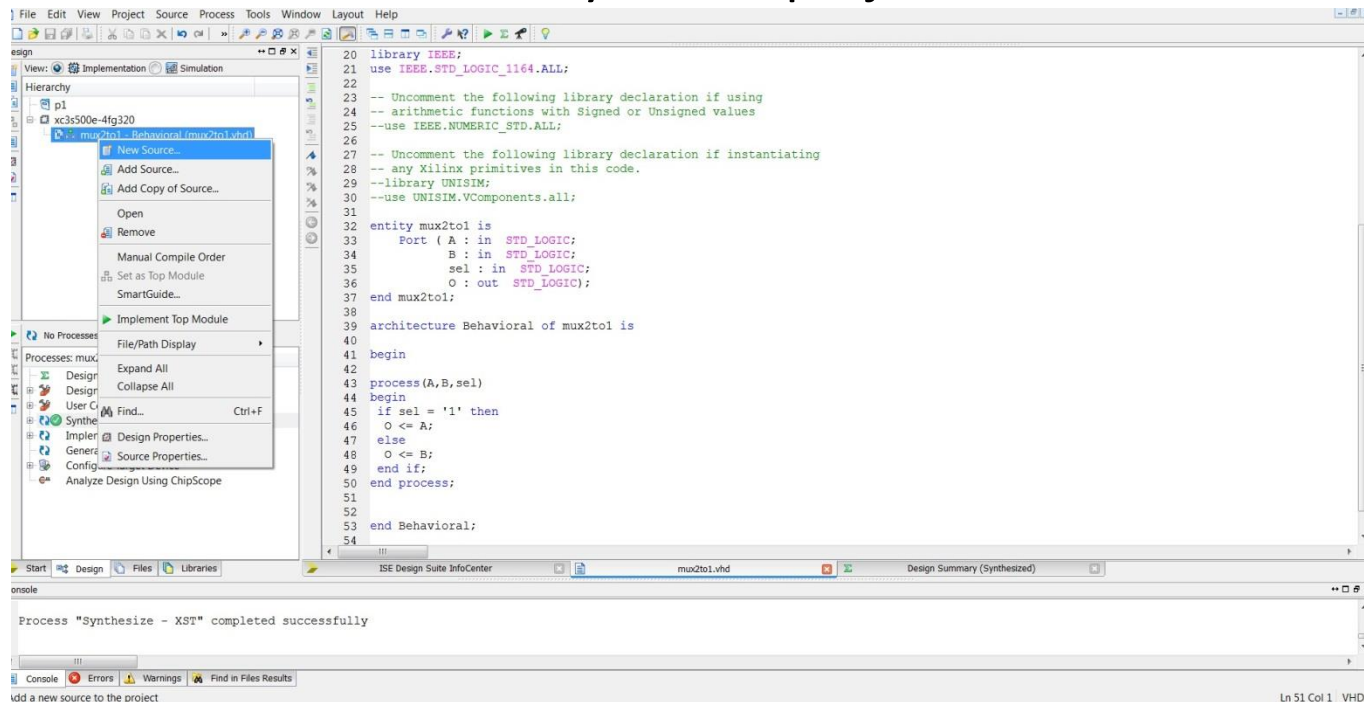 File Edit View Project Source Process Tools Window Layout Help
View: Implementation Simulation
Hierarchy
p1
xc3s500e-4fg320
mux2to1 - Behavioral (mux2to1.vhd)
New Source...
Add Source...
Add Copy of Source...
Open
Remove
Manual Compile Order
Set as Top Module
SmartGuide...
Implement Top Module
File/Path Display
Expand All
Collapse All
Find... Ctrl+F
Design Properties...
Source Properties...
No Processes
Processes: mux
Design
Design
User C
Synthe
Impler
Genera
Config
Analyze Design Using ChipScope
Start Design Files Libraries
20 library IEEE;
21 use IEEE.STD_LOGIC_1164.ALL;
22
23 -- Uncomment the following library declaration if using
24 -- arithmetic functions with Signed or Unsigned values
25 --use IEEE.NUMERIC_STD.ALL;
26
27 -- Uncomment the following library declaration if instantiating
28 -- any Xilinx primitives in this code.
29 --library UNISIM;
30 --use UNISIM.VComponents.all;
31
32 entity mux2to1 is
33 Port ( A : in STD_LOGIC;
34 B : in STD_LOGIC;
35 sel : in STD_LOGIC;
36 O : out STD_LOGIC);
37 end mux2to1;
38
39 architecture Behavioral of mux2to1 is
40
41 begin
42
43 process(A,B,sel)
44 begin
45 if sel = '1' then
46 O <= A;
47 else
48 O <= B;
49 end if;
50 end process;
51
52
53 end Behavioral;
54
ISE Design Suite InfoCenter mux2to1.vhd Design Summary (Synthesized)
onsole
Process "Synthesize - XST" completed successfully
Console Errors Warnings Find in Files Results
Add a new source to the project
Ln 51 Col 1 VHD